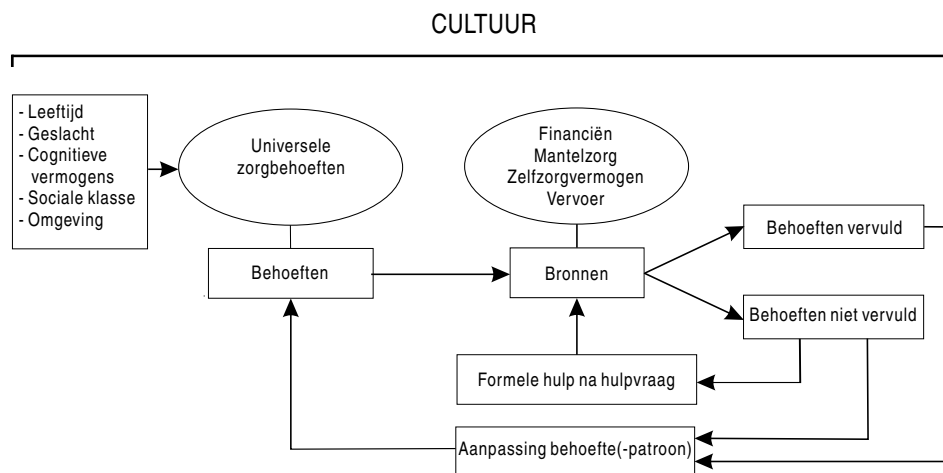 CULTUUR
- Leeftijd
- Geslacht
- Cognitieve
vermogens
- Sociale klasse
- Omgeving
Universele
zorgbehoeften
Financiën
Mantelzorg
Zelfzorgvermogen
Vervoer
Behoeften
Bronnen
Behoeften vervuld
Behoeften niet vervuld
Formele hulp na hulpvraag
Aanpassing behoefte(-patroon)